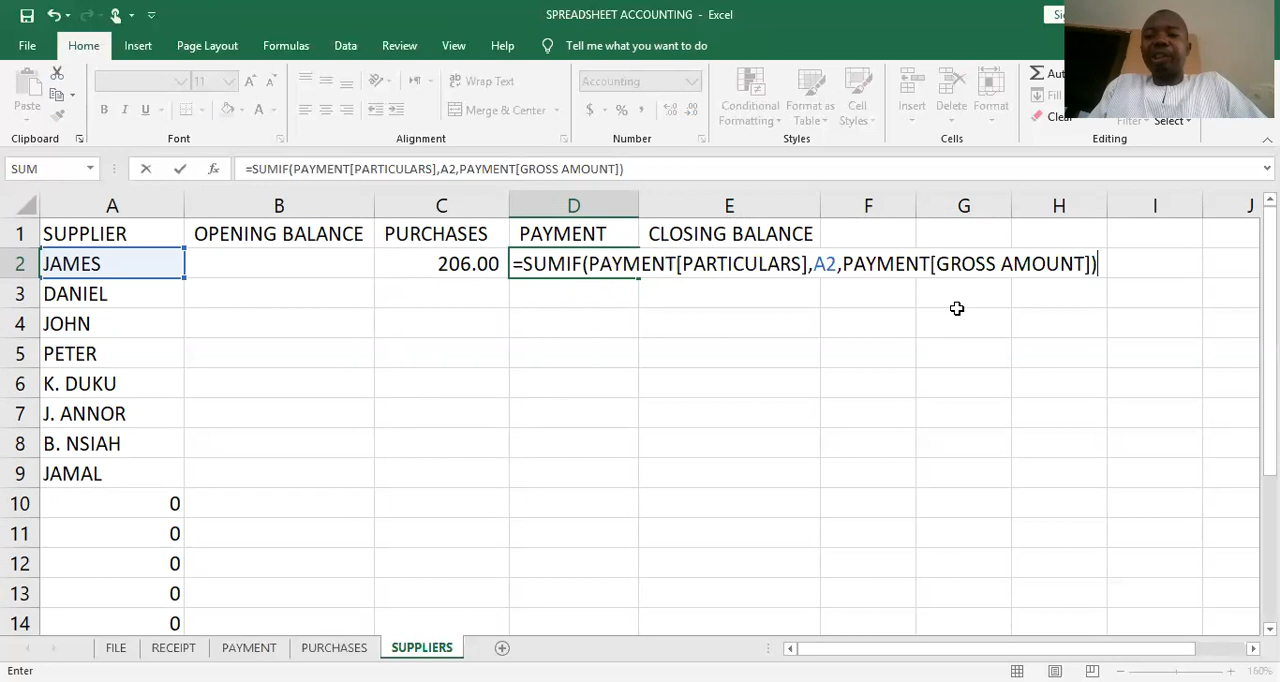 SPREADSHEET ACCOUNTING - Excel
File Home Insert Page Layout Formulas Data Review View Help Tell me what you want to do
Paste
11
Wrap Text
Merge & Center
Accounting
Conditional Formatting
Format as Table
Cell Styles
Insert Delete Format
Fill
Select
Clipboard Font Alignment Number Styles Cells Editing
SUM =SUMIF(PAYMENT[PARTICULARS],A2,PAYMENT[GROSS AMOUNT])
A B C D E F G H I J
1 SUPPLIER OPENING BALANCE PURCHASES PAYMENT CLOSING BALANCE
2 JAMES 206.00 =SUMIF(PAYMENT[PARTICULARS],A2,PAYMENT[GROSS AMOUNT])
3 DANIEL
4 JOHN
5 PETER
6 K. DUKU
7 J. ANNOR
8 B. NSIAH
9 JAMAL
10 0
11 0
12 0
13 0
14 0
FILE RECEIPT PAYMENT PURCHASES SUPPLIERS
Enter 160%